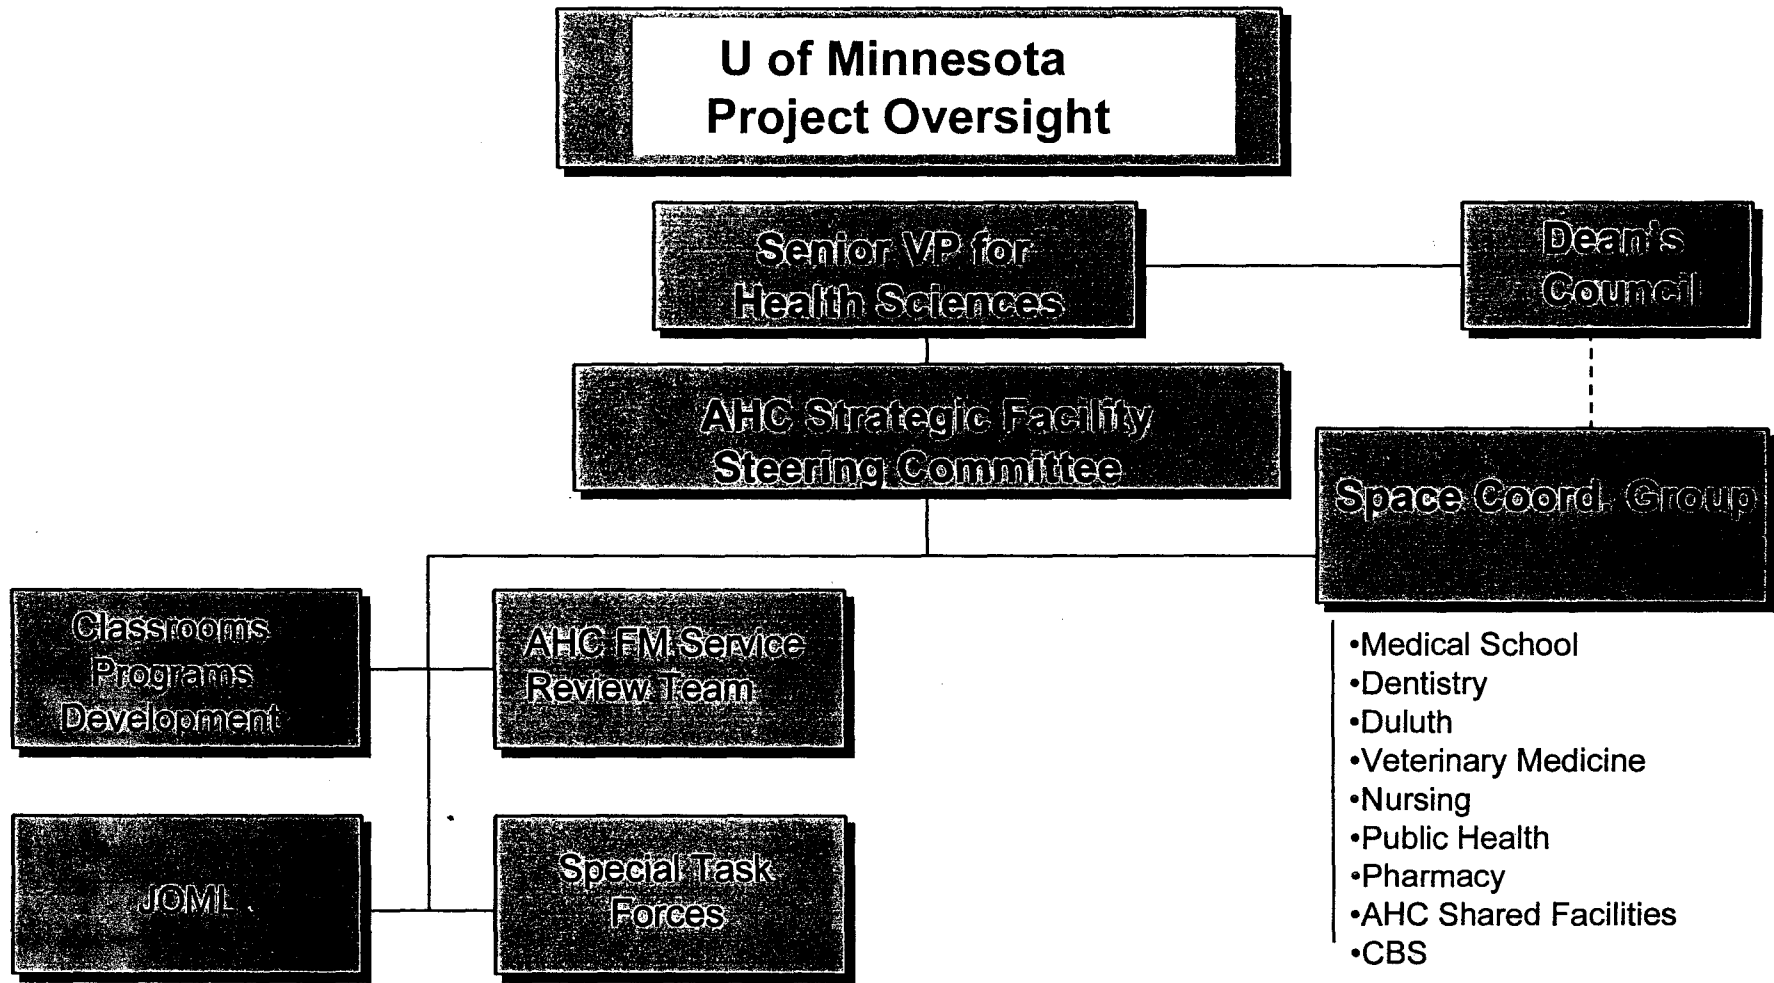 U of Minnesota
Project Oversight
Senior VP for
Health Sciences
Dean's
Council
AHC Strategic Facility
Steering Committee
Space Coord. Group
Classrooms
Programs
Development
AHC FM Service
Review Team
•Medical School
•Dentistry
•Duluth
•Veterinary Medicine
•Nursing
•Public Health
•Pharmacy
•AHC Shared Facilities
•CBS
Special Task
Forces